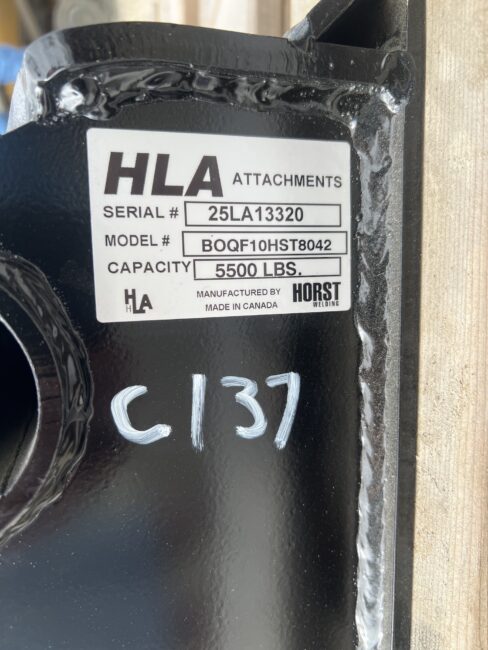 HLA ATTACHMENTS
SERIAL # 25LA13320
MODEL # BOQF10HST8042
CAPACITY 5500 LBS.
HLA MANUFACTURED BY HORST
MADE IN CANADA WELDING
C137